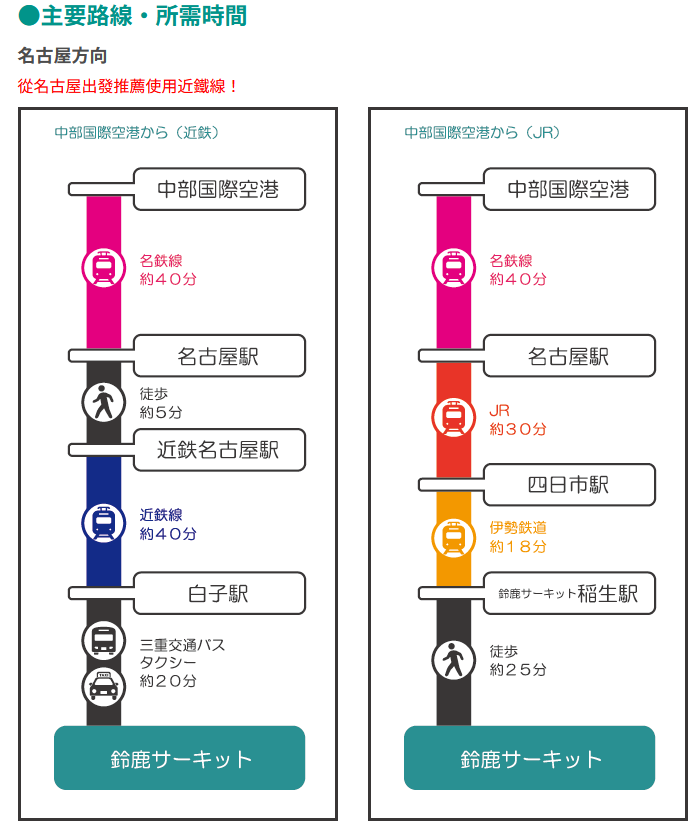 ●主要路線・所需時間
名古屋方向
從名古屋出發推薦使用近鐵線！
中部国際空港から（近鉄）
中部国際空港
名鉄線
約４０分
名古屋駅
徒歩
約５分
近鉄名古屋駅
近鉄線
約４０分
白子駅
三重交通バス
タクシー
約２０分
TAXI
鈴鹿サーキット
中部国際空港から（JR）
中部国際空港
名鉄線
約４０分
名古屋駅
JR
約３０分
四日市駅
伊勢鉄道
約１８分
鈴鹿サーキット稲生駅
徒歩
約２５分
鈴鹿サーキット